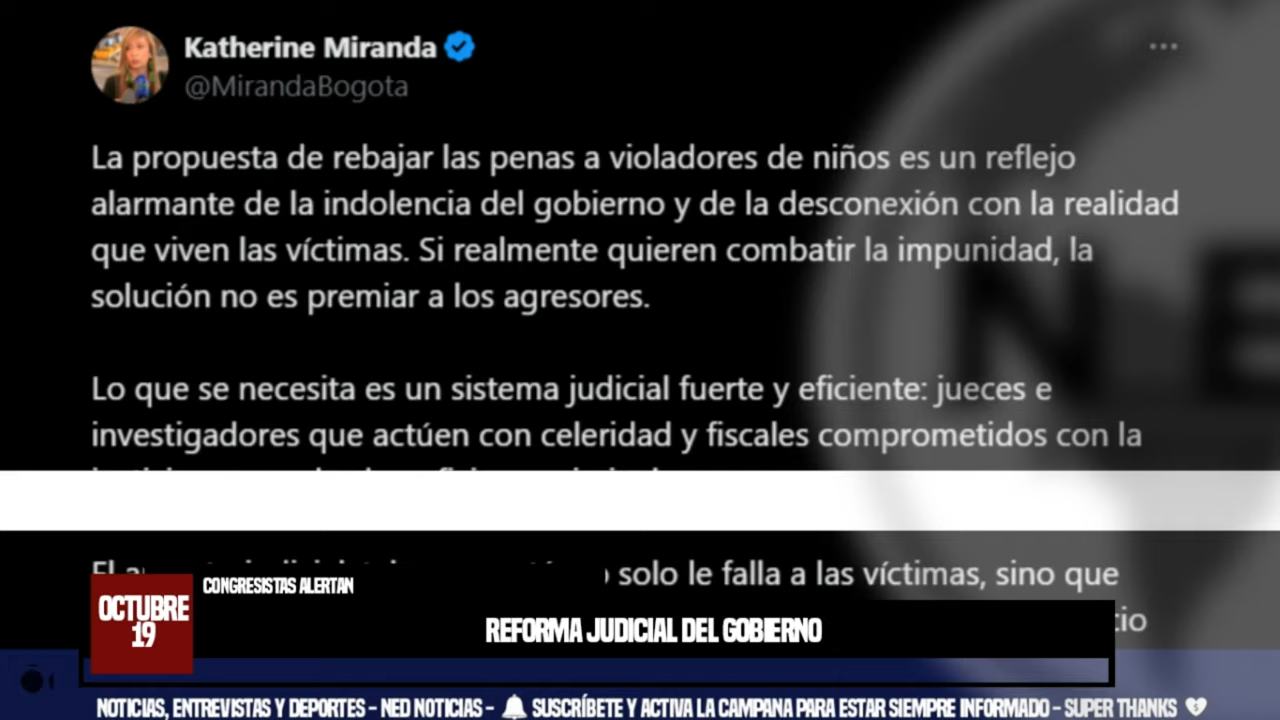 Katherine Miranda
@MirandaBogota
La propuesta de rebajar las penas a violadores de niños es un reflejo
alarmante de la indolencia del gobierno y de la desconexión con la realidad
que viven las víctimas. Si realmente quieren combatir la impunidad, la
solución no es premiar a los agresores.
Lo que se necesita es un sistema judicial fuerte y eficiente: jueces e
investigadores que actúen con celeridad y fiscales comprometidos con la
El solo le falla a las víctimas, sino que
CONGRESISTAS ALERTAN
OCTUBRE
19
REFORMA JUDICIAL DEL GOBIERNO
NOTICIAS, ENTREVISTAS Y DEPORTES - NED NOTICIAS - SUSCRÍBETE Y ACTIVA LA CAMPANA PARA ESTAR SIEMPRE INFORMADO - SUPER THANKS
NE